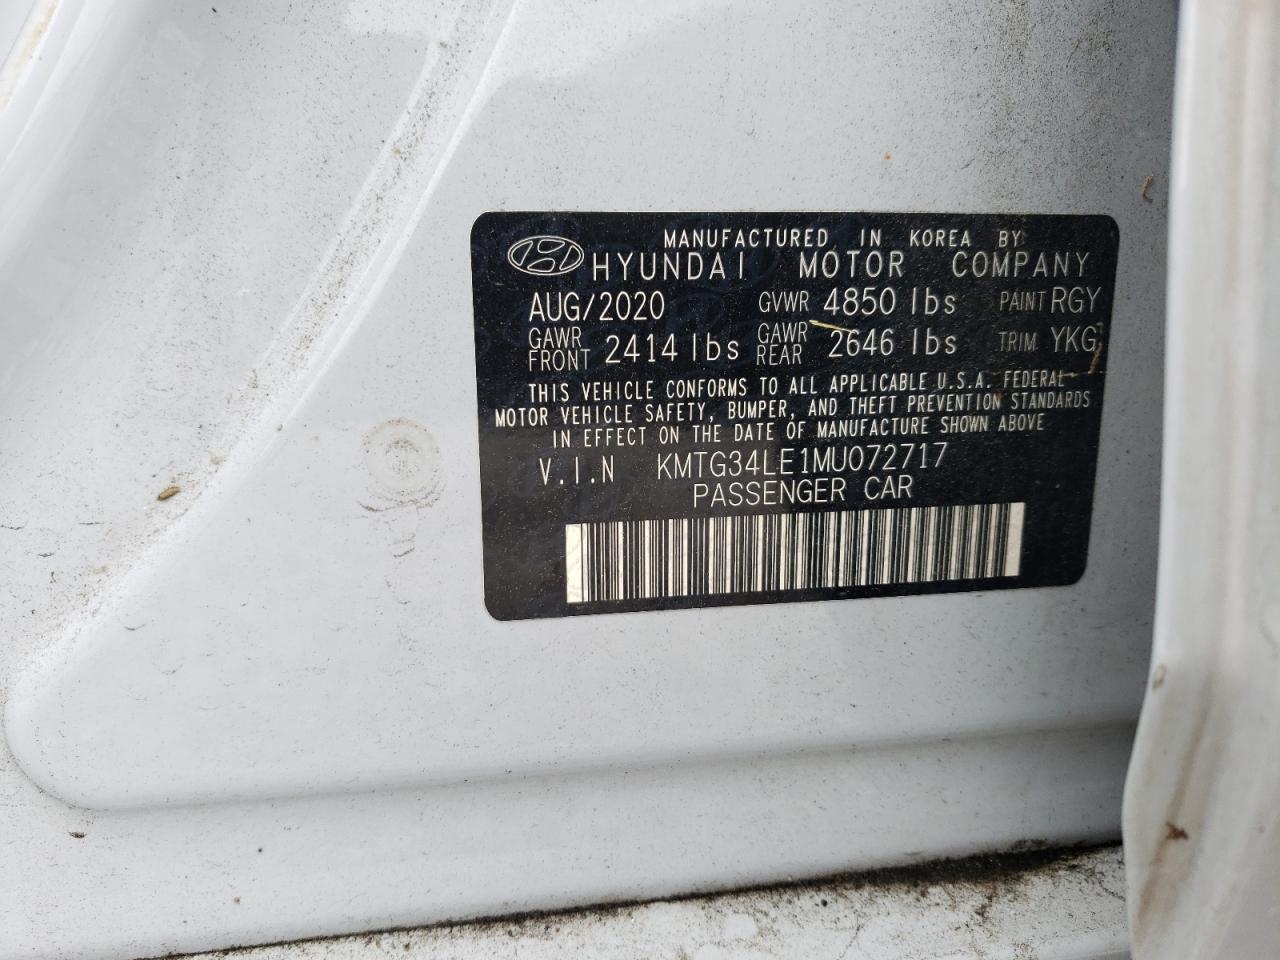 MANUFACTURED IN KOREA BY
HYUNDAI MOTOR COMPANY
AUG/2020 GVWR 4850 lbs PAINT RGY
GAWR FRONT 2414 lbs GAWR REAR 2646 lbs TRIM YKG
THIS VEHICLE CONFORMS TO ALL APPLICABLE U.S.A. FEDERAL
MOTOR VEHICLE SAFETY, BUMPER, AND THEFT PREVENTION STANDARDS
IN EFFECT ON THE DATE OF MANUFACTURE SHOWN ABOVE
V.I.N KMTG34LE1MU072717
PASSENGER CAR